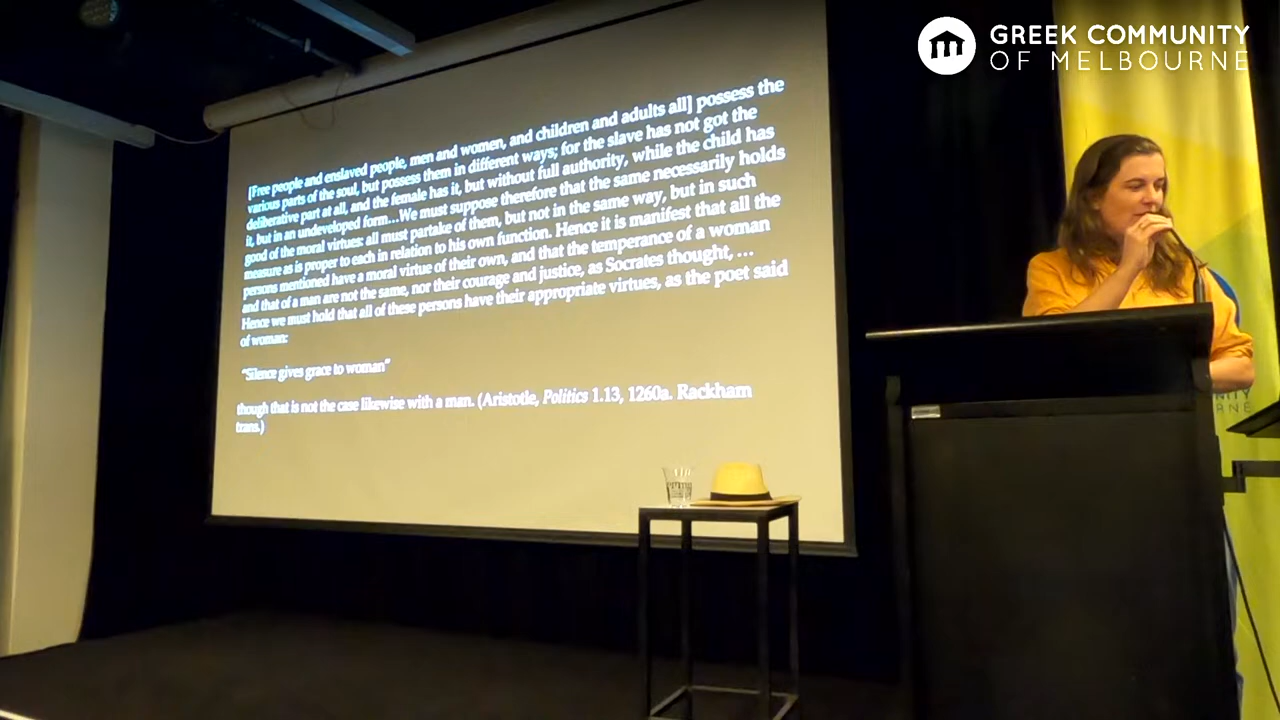 GREEK COMMUNITY
OF MELBOURNE
[Free people and enslaved people, men and women, and children and adults all] possess the
various parts of the soul, but possess them in different ways; for the slave has not got the
deliberative part at all, and the female has it, but without full authority, while the child has
it, but in an undeveloped form…We must suppose therefore that the same necessarily holds
good of the moral virtues: all must partake of them, but not in the same way, but in such
measure as is proper to each in relation to his own function. Hence it is manifest that all the
persons mentioned have a moral virtue of their own, and that the temperance of a woman
and that of a man are not the same, nor their courage and justice, as Socrates thought, …
Hence we must hold that all of these persons have their appropriate virtues, as the poet said
of woman:
“Silence gives grace to woman”
though that is not the case likewise with a man. (Aristotle, Politics 1.13, 1260a. Rackham
trans.)